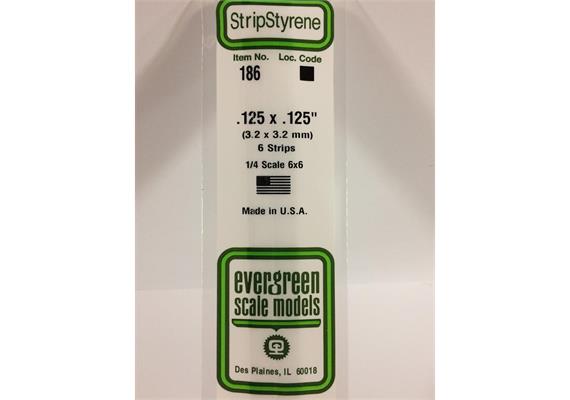 StripStyrene
Item No. Loc. Code
186
.125 x .125"
(3.2 x 3.2 mm)
6 Strips
1/4 Scale 6x6
Made in U.S.A.
evergreen
scale models
Des Plaines, IL 60018